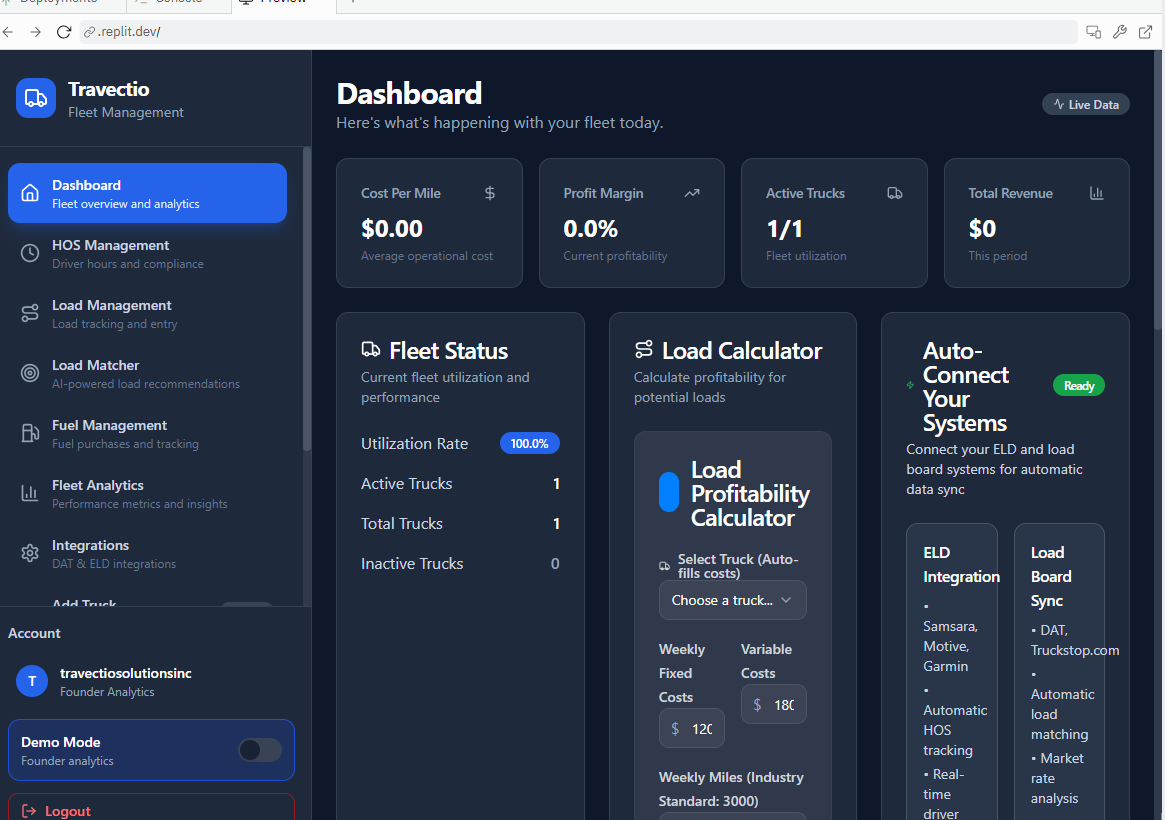 Deployments
Console
Preview
.replit.dev/
Travectio
Fleet Management
Dashboard
Fleet overview and analytics
HOS Management
Driver hours and compliance
Load Management
Load tracking and entry
Load Matcher
AI-powered load recommendations
Fuel Management
Fuel purchases and tracking
Fleet Analytics
Performance metrics and insights
Integrations
DAT & ELD integrations
Add Truck
Account
T
travectiosolutionsinc
Founder Analytics
Demo Mode
Founder analytics
Logout
Dashboard
Here's what's happening with your fleet today.
Live Data
Cost Per Mile
$
$0.00
Average operational cost
Profit Margin
0.0%
Current profitability
Active Trucks
1/1
Fleet utilization
Total Revenue
$0
This period
Fleet Status
Current fleet utilization and
performance
Utilization Rate 100.0%
Active Trucks 1
Total Trucks 1
Inactive Trucks 0
Load Calculator
Calculate profitability for
potential loads
Load
Profitability
Calculator
Select Truck (Auto-
fills costs)
Choose a truck...
Weekly
Fixed
Costs
$ 120
Variable
Costs
$ 180
Weekly Miles (Industry
Standard: 3000)
Auto-
Connect
Your
Systems
Ready
Connect your ELD and load
board systems for automatic
data sync
ELD
Integration
•
Samsara,
Motive,
Garmin
•
Automatic
HOS
tracking
• Real-
time
driver
Load
Board
Sync
• DAT,
Truckstop.com
•
Automatic
load
matching
• Market
rate
analysis